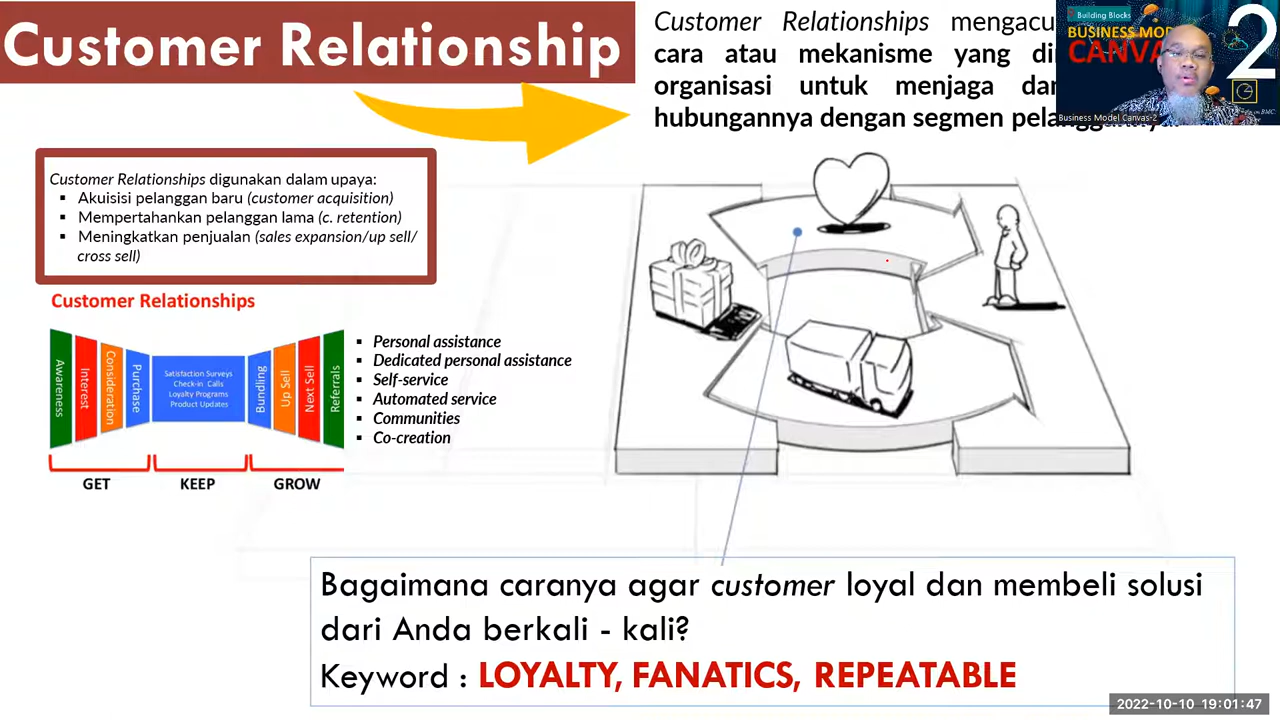 Customer Relationship
Customer Relationships mengacu
cara atau mekanisme yang
organisasi untuk menjaga
hubungannya dengan segmen
Building Blocks
BUSINESS
CANVA
2
Business Model Canvas-2
Customer Relationships digunakan dalam upaya:
▪ Akuisisi pelanggan baru (customer acquisition)
▪ Mempertahankan pelanggan lama (c. retention)
▪ Meningkatkan penjualan (sales expansion/up sell/
cross sell)
Customer Relationships
Awareness
Interest
Consideration
Purchase
Satisfaction Surveys
Check-in Calls
Loyalty Programs
Product Updates
Bundling
Up Sell
Next Sell
Referrals
GET
KEEP
GROW
▪ Personal assistance
▪ Dedicated personal assistance
▪ Self-service
▪ Automated service
▪ Communities
▪ Co-creation
Bagaimana caranya agar customer loyal dan membeli solusi
dari Anda berkali - kali?
Keyword : LOYALTY, FANATICS, REPEATABLE
2022-10-10 19:01:47